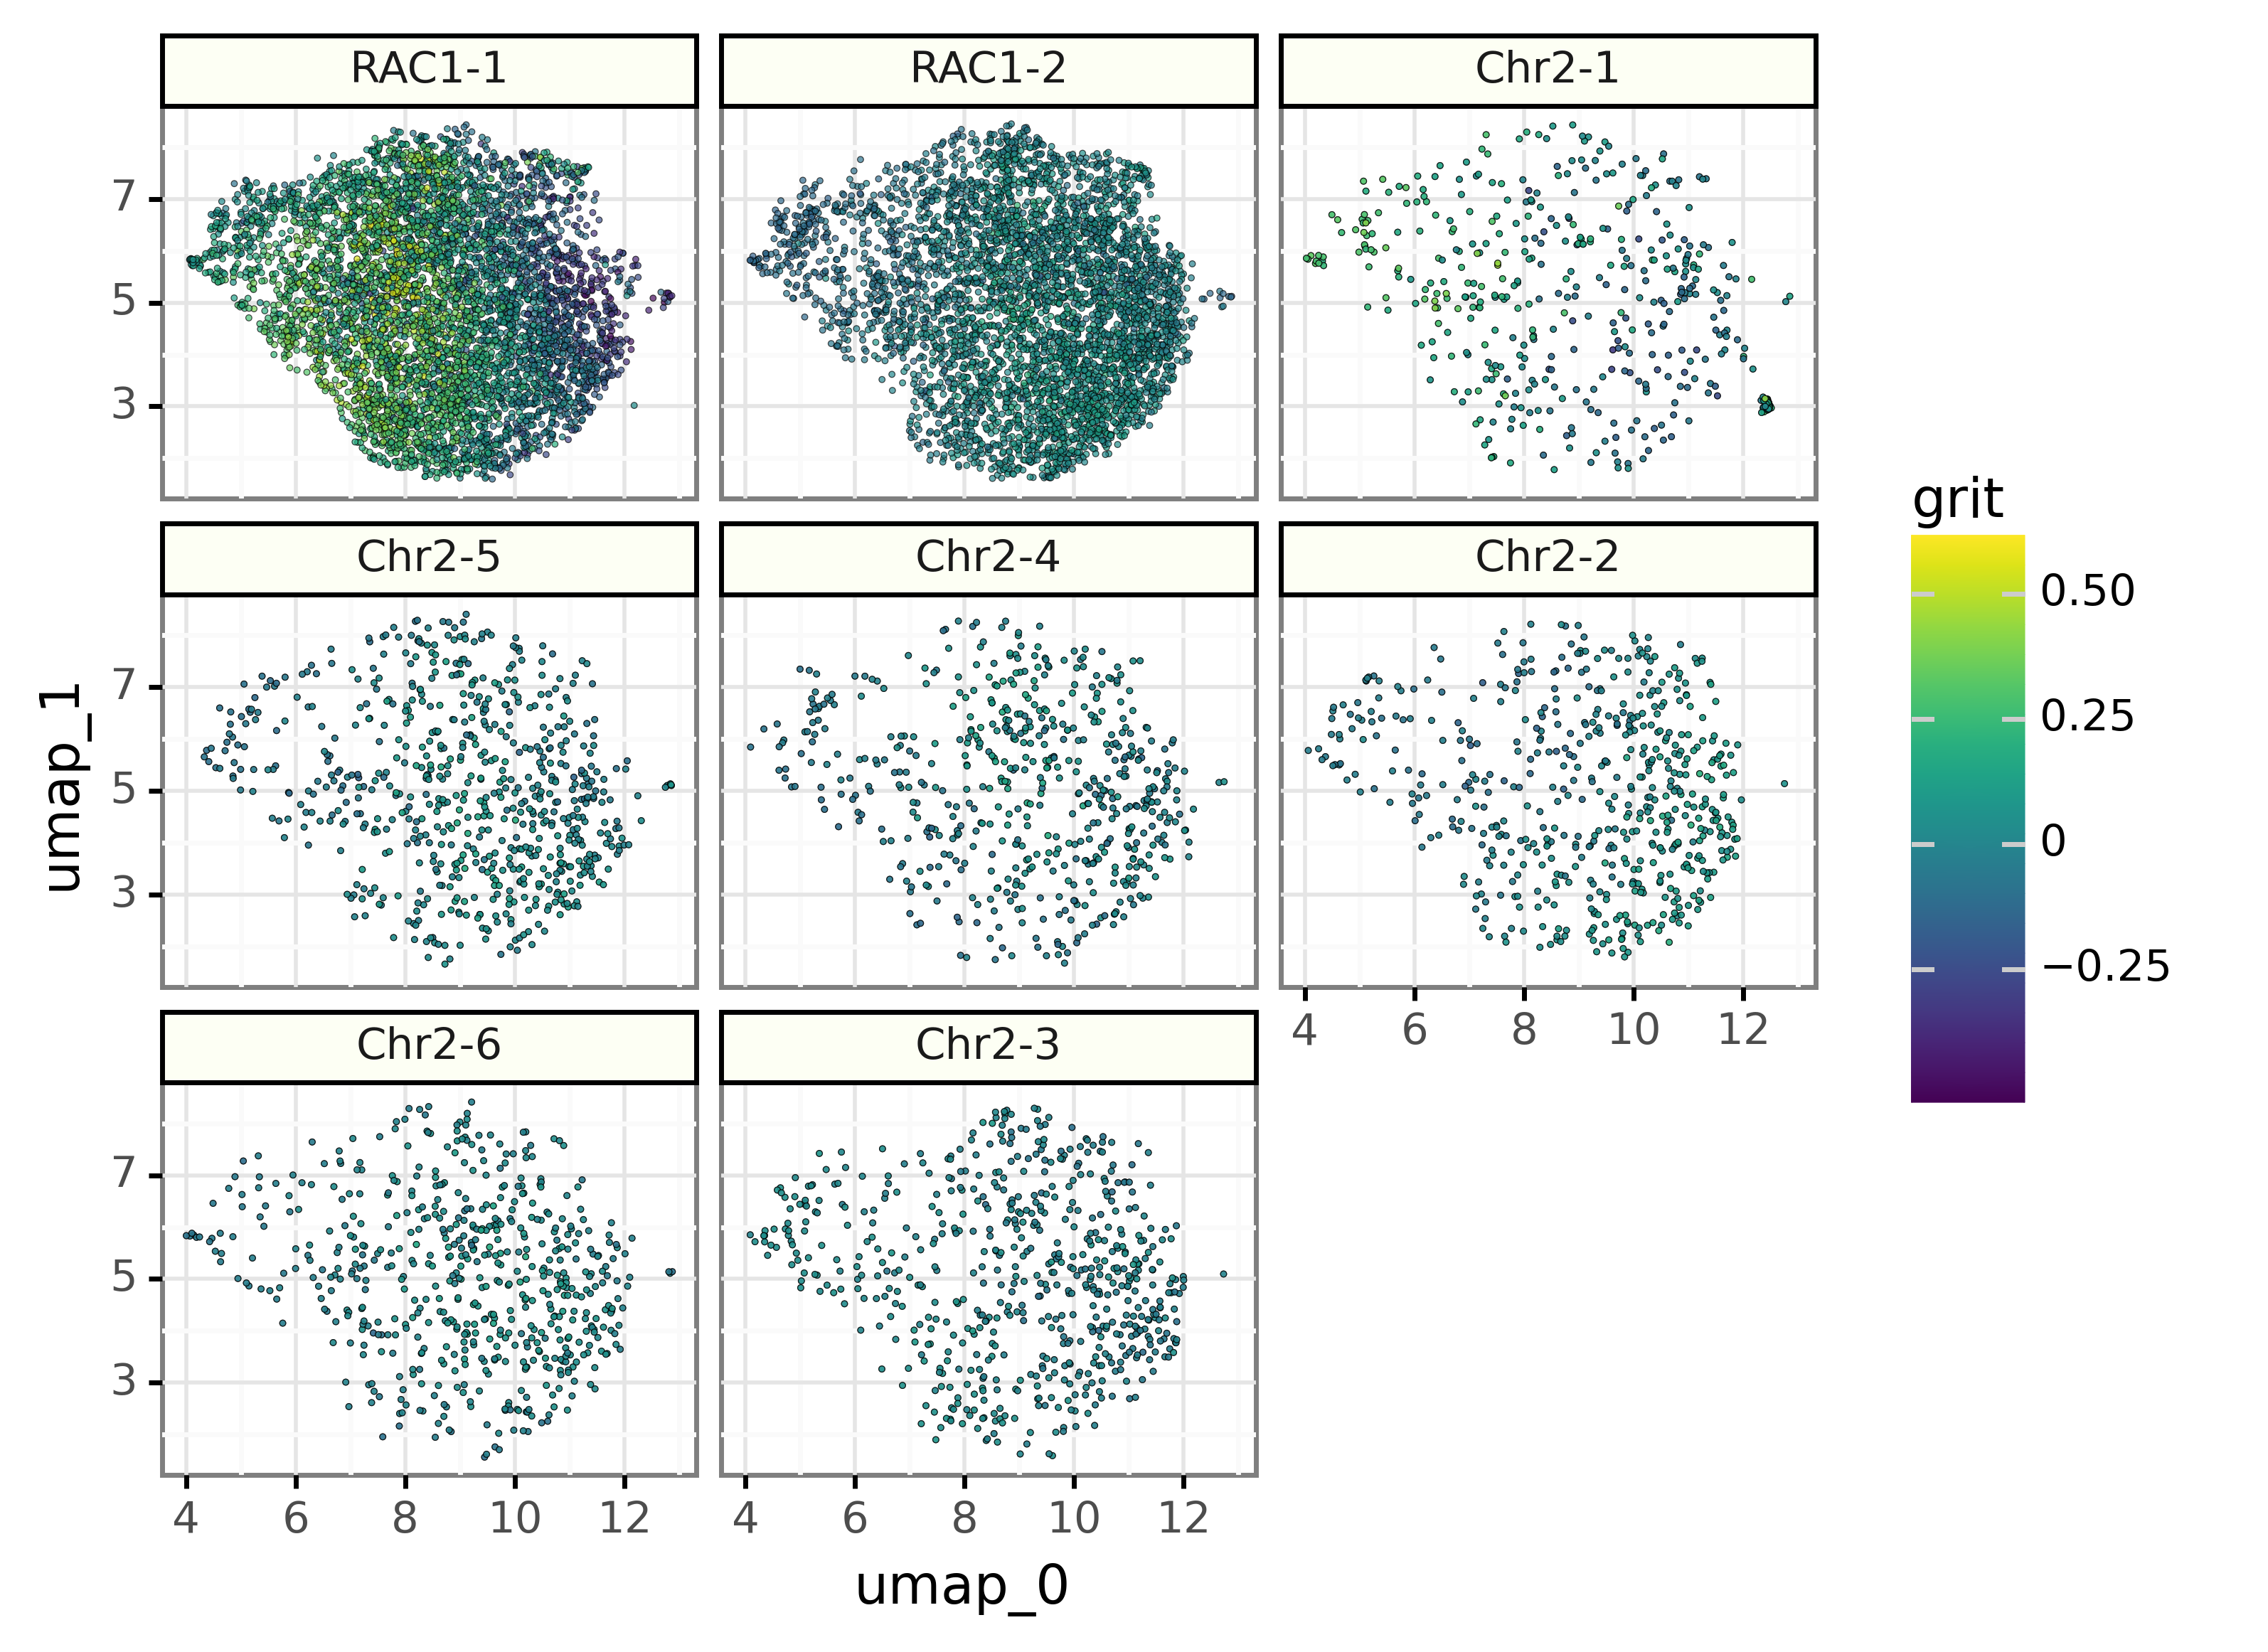 RAC1-1 RAC1-2 Chr2-1
7
5
3
Chr2-5 Chr2-4 Chr2-2
7
5
3
4 6 8 10 12
Chr2-6 Chr2-3
7
5
3
4 6 8 10 12 4 6 8 10 12
umap_0
umap_1
grit
0.50
0.25
0
−0.25